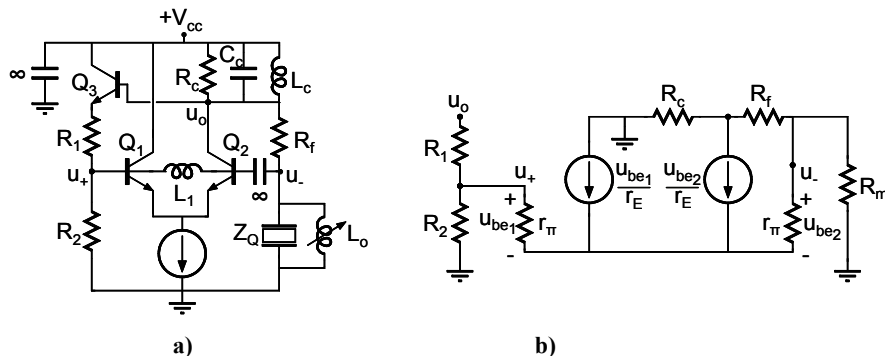 +Vcc
∞
Q3
Rc
Cc
Lc
uo
R1
Q1
Q2
Rf
u+
L1
∞
u-
R2
ZQ
Lo
a)
uo
R1
u+
R2
+
ube1
rπ
-
ube1
rE
ube2
rE
Rc
Rf
u-
+
rπ
ube2
-
Rm
b)